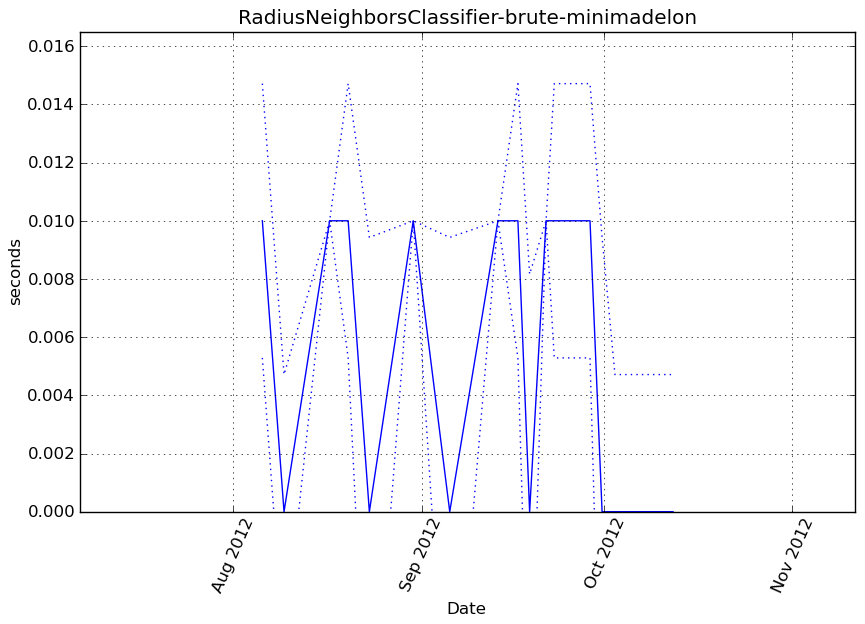 RadiusNeighborsClassifier-brute-minimadelon
0.016
0.014
0.012
0.010
0.008
0.006
0.004
0.002
0.000
seconds
Aug 2012
Sep 2012
Oct 2012
Nov 2012
Date